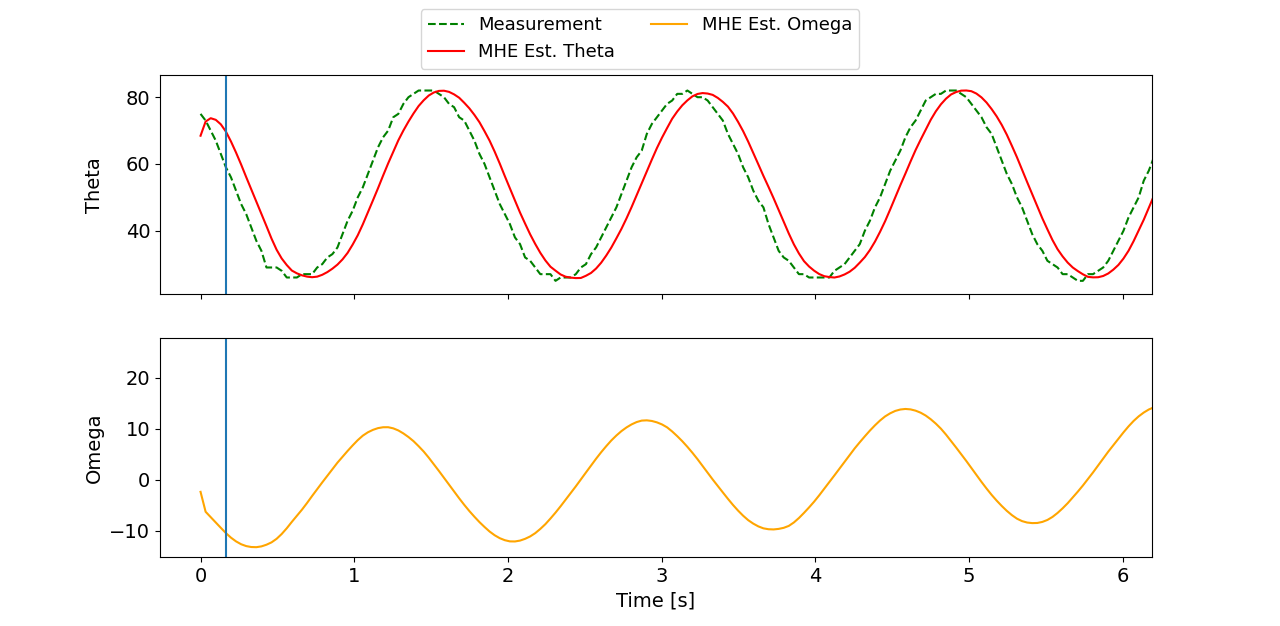 Measurement
MHE Est. Theta
MHE Est. Omega
Theta
80
60
40
Omega
20
10
0
−10
0 1 2 3 4 5 6
Time [s]